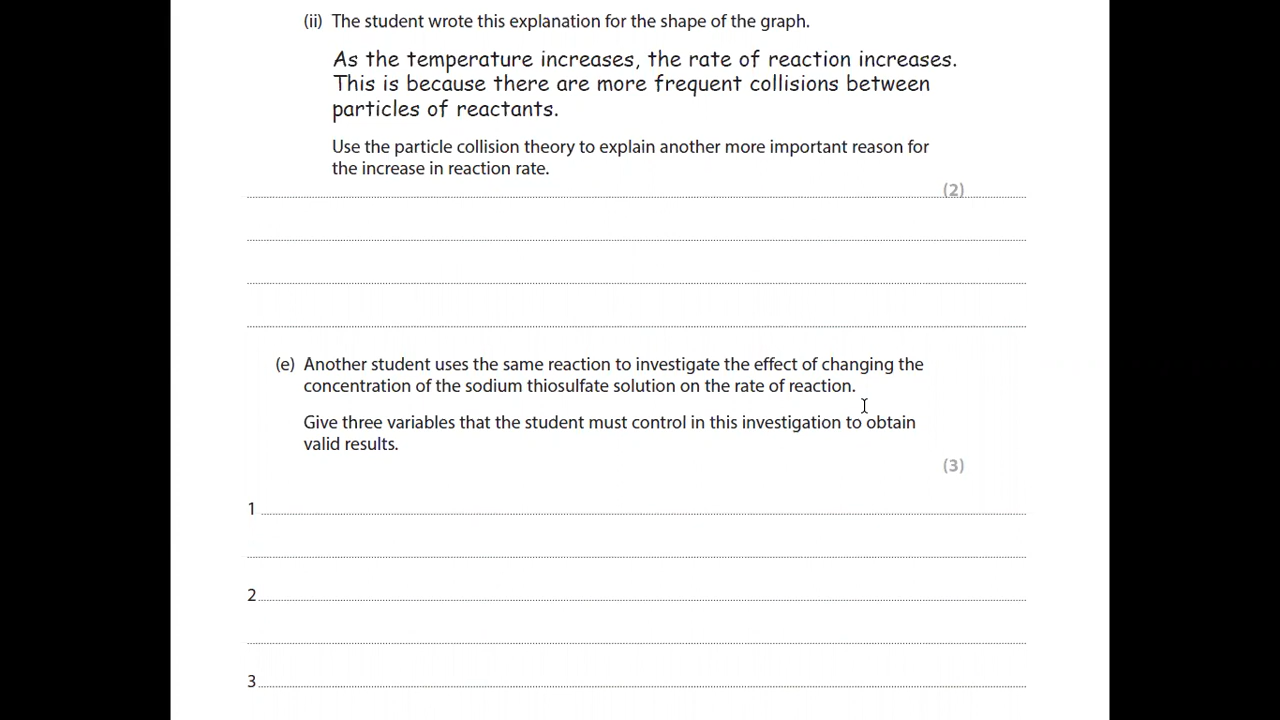 (ii) The student wrote this explanation for the shape of the graph.
As the temperature increases, the rate of reaction increases.
This is because there are more frequent collisions between
particles of reactants.
Use the particle collision theory to explain another more important reason for
the increase in reaction rate.
(2)
(e) Another student uses the same reaction to investigate the effect of changing the
concentration of the sodium thiosulfate solution on the rate of reaction.
Give three variables that the student must control in this investigation to obtain
valid results.
(3)
1
2
3